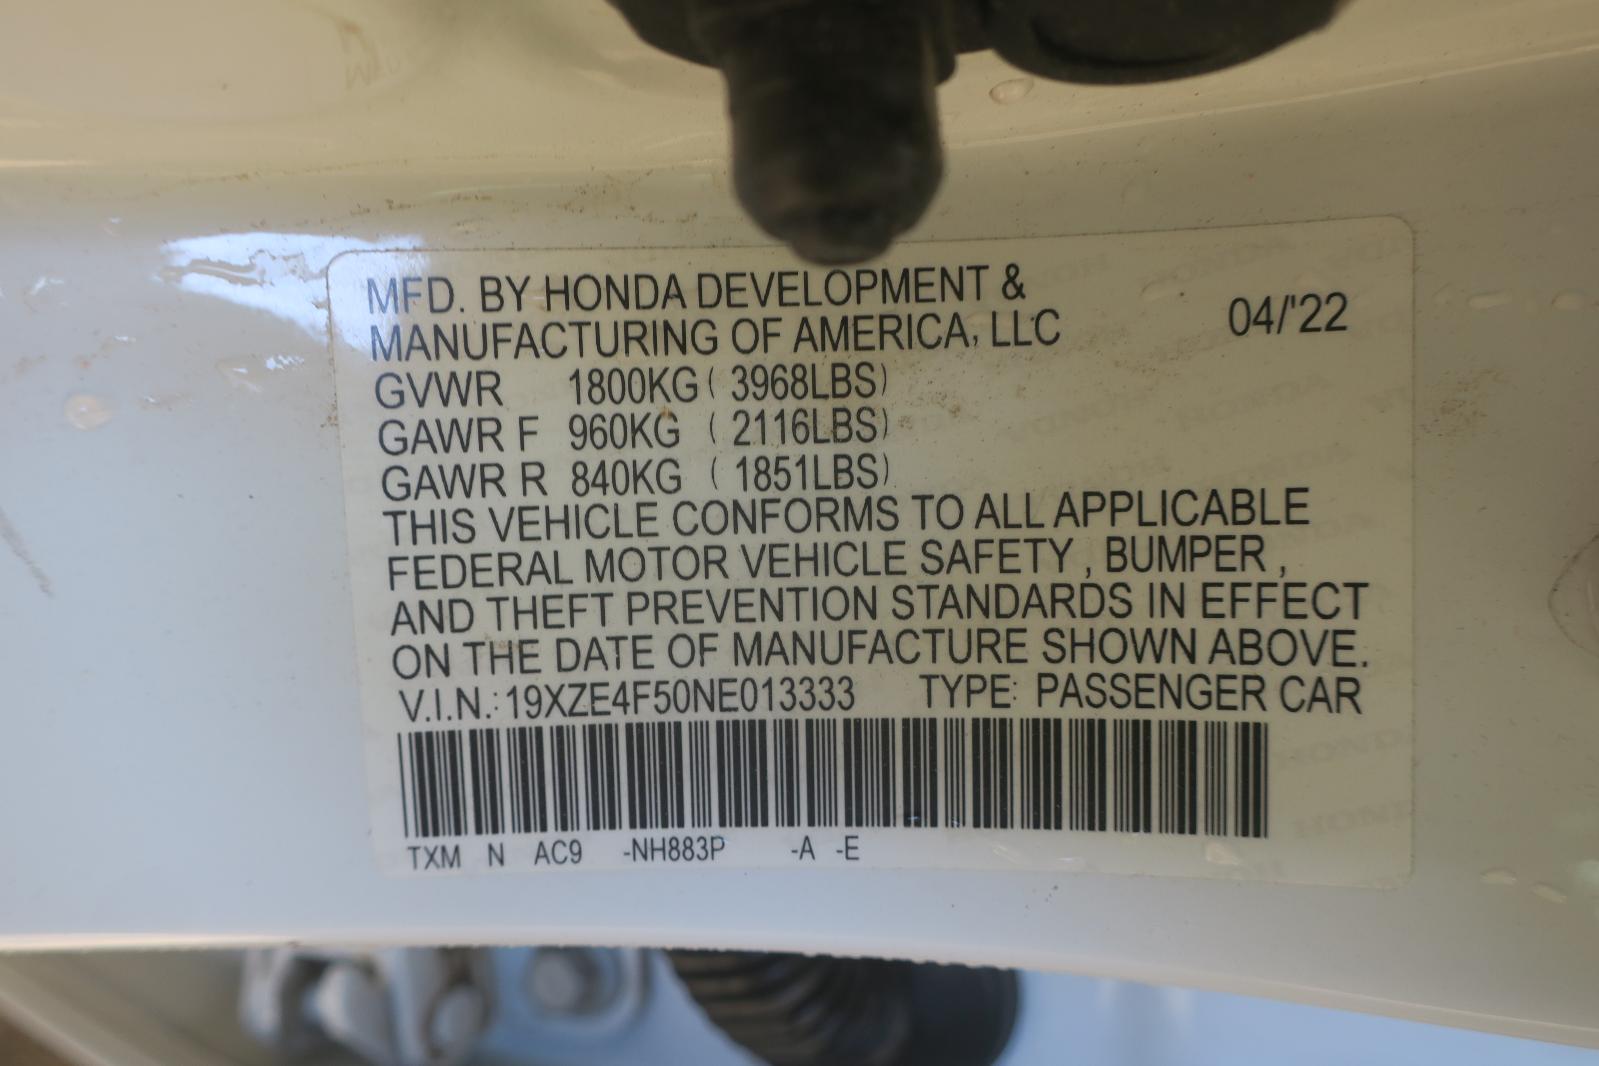 MFD. BY HONDA DEVELOPMENT &
MANUFACTURING OF AMERICA, LLC 04/'22
GVWR 1800KG ( 3968LBS)
GAWR F 960KG ( 2116LBS)
GAWR R 840KG ( 1851LBS)
THIS VEHICLE CONFORMS TO ALL APPLICABLE
FEDERAL MOTOR VEHICLE SAFETY , BUMPER ,
AND THEFT PREVENTION STANDARDS IN EFFECT
ON THE DATE OF MANUFACTURE SHOWN ABOVE.
V.I.N.: 19XZE4F50NE013333 TYPE: PASSENGER CAR
TXM N AC9 -NH883P -A -E